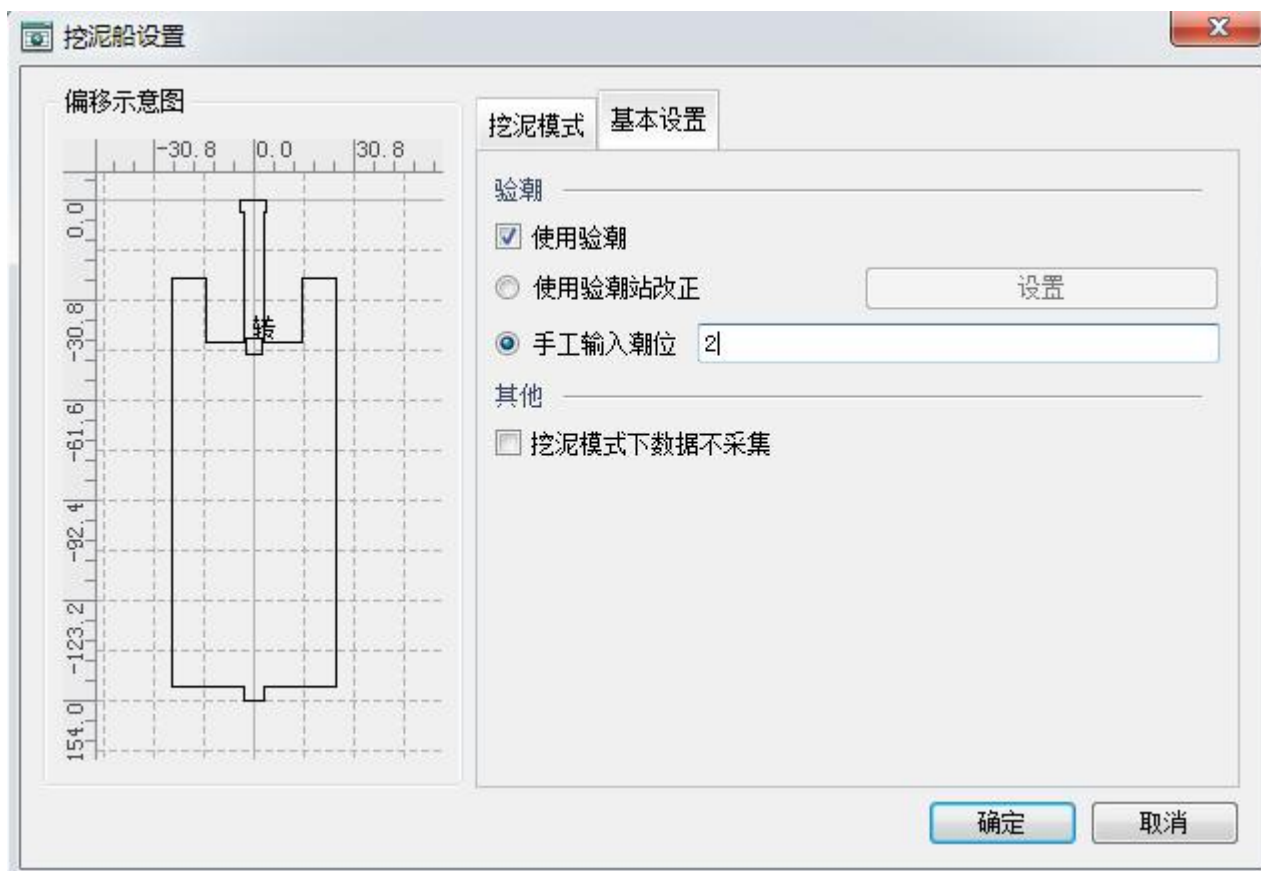 挖泥船设置
偏移示意图
-30.8 0.0 30.8
0.0
-30.8
-61.6
-92.4
-123.2
154.0
转
挖泥模式 基本设置
验潮
使用验潮
使用验潮站改正 设置
手工输入潮位 2
其他
挖泥模式下数据不采集
确定 取消